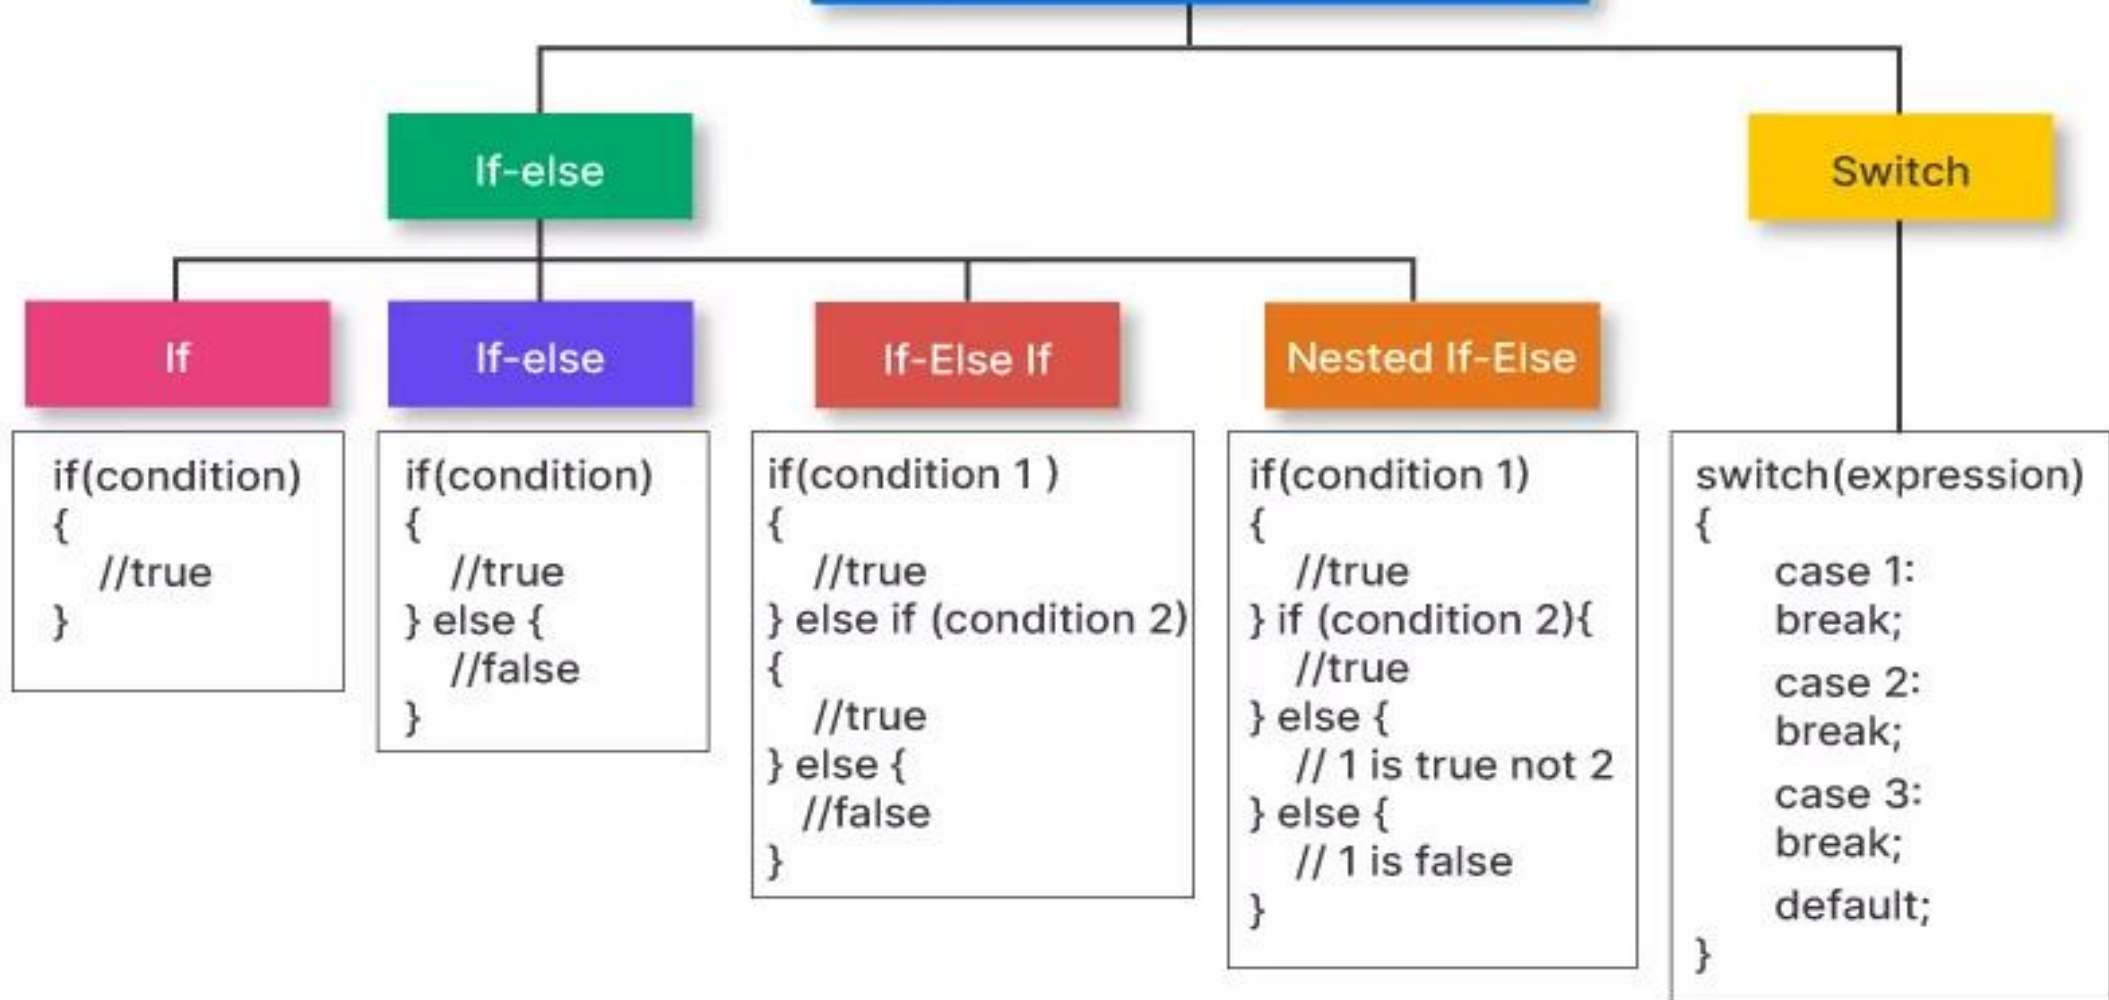 If-else
Switch
If
If-else
If-Else If
Nested If-Else
if(condition)
{
//true
}
if(condition)
{
//true
} else {
//false
}
if(condition 1 )
{
//true
} else if (condition 2)
{
//true
} else {
//false
}
if(condition 1)
{
//true
} if (condition 2){
//true
} else {
// 1 is true not 2
} else {
// 1 is false
}
switch(expression)
{
case 1:
break;
case 2:
break;
case 3:
break;
default;
}